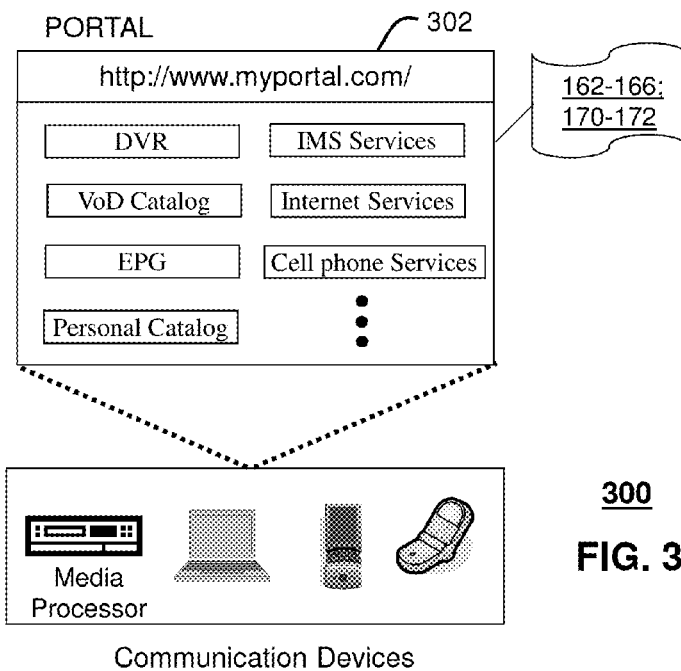 PORTAL
302
http://www.myportal.com/
162-166;
170-172
DVR
IMS Services
VoD Catalog
Internet Services
EPG
Cell phone Services
Personal Catalog
Media
Processor
300
FIG. 3
Communication Devices